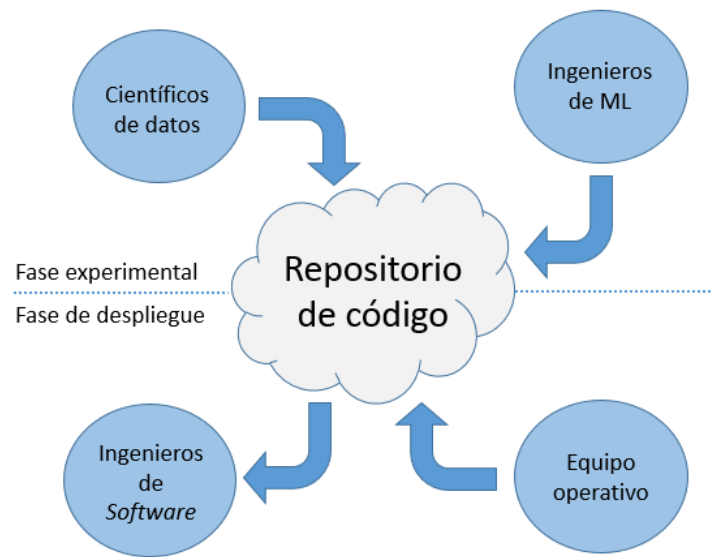 Científicos
de datos
Ingenieros
de ML
Repositorio
de código
Fase experimental
Fase de despliegue
Ingenieros
de
Software
Equipo
operativo